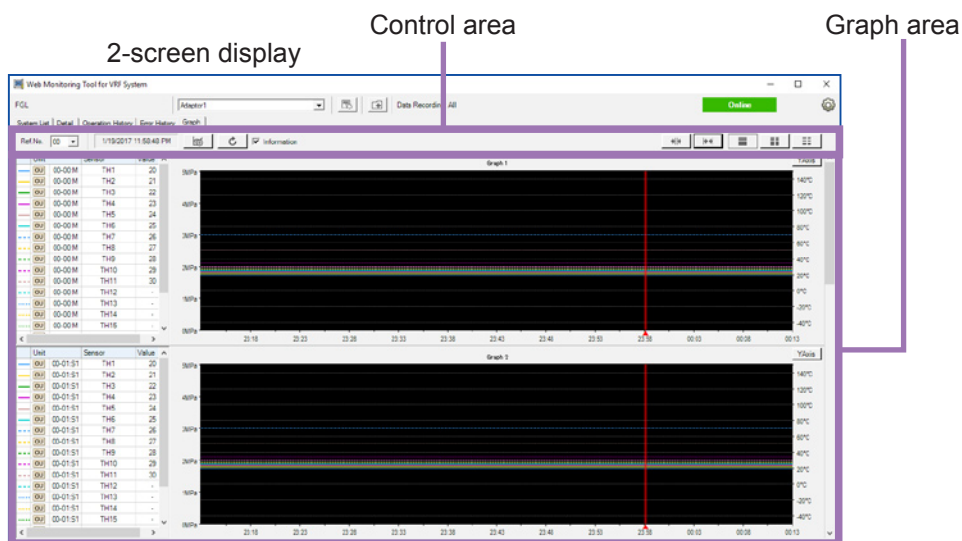 Control area
Graph area
2-screen display
Web Monitoring Tool for VRF System
FGL Adapter1 Data Recording: All Online
System List Detail Operation History Error History Graph
Ref.No. 00 1/19/2017 11:58:48 PM Information
Unit Sensor Value Graph 1 YAxis
OU 00-00 M TH1 20
OU 00-00 M TH2 21
OU 00-00 M TH3 22
OU 00-00 M TH4 23
OU 00-00 M TH5 24
OU 00-00 M TH6 25
OU 00-00 M TH7 26
OU 00-00 M TH8 27
OU 00-00 M TH9 28
OU 00-00 M TH10 29
OU 00-00 M TH11 30
OU 00-00 M TH12 -
OU 00-00 M TH13 -
OU 00-00 M TH14 -
OU 00-00 M TH15 -
5MPa
4MPa
3MPa
2MPa
1MPa
0MPa
140°C
120°C
100°C
80°C
60°C
40°C
20°C
0°C
-20°C
-40°C
23:18 23:23 23:28 23:33 23:38 23:43 23:48 23:53 23:58 00:03 00:08 00:13
Unit Sensor Value Graph 3 YAxis
OU 00-01:S1 TH1 20
OU 00-01:S1 TH2 21
OU 00-01:S1 TH3 22
OU 00-01:S1 TH4 23
OU 00-01:S1 TH5 24
OU 00-01:S1 TH6 25
OU 00-01:S1 TH7 26
OU 00-01:S1 TH8 27
OU 00-01:S1 TH9 28
OU 00-01:S1 TH10 29
OU 00-01:S1 TH11 30
OU 00-01:S1 TH12 -
OU 00-01:S1 TH13 -
OU 00-01:S1 TH14 -
OU 00-01:S1 TH15 -
5MPa
4MPa
3MPa
2MPa
1MPa
0MPa
140°C
120°C
100°C
80°C
60°C
40°C
20°C
0°C
-20°C
-40°C
23:18 23:23 23:28 23:33 23:38 23:43 23:48 23:53 23:58 00:03 00:08 00:13